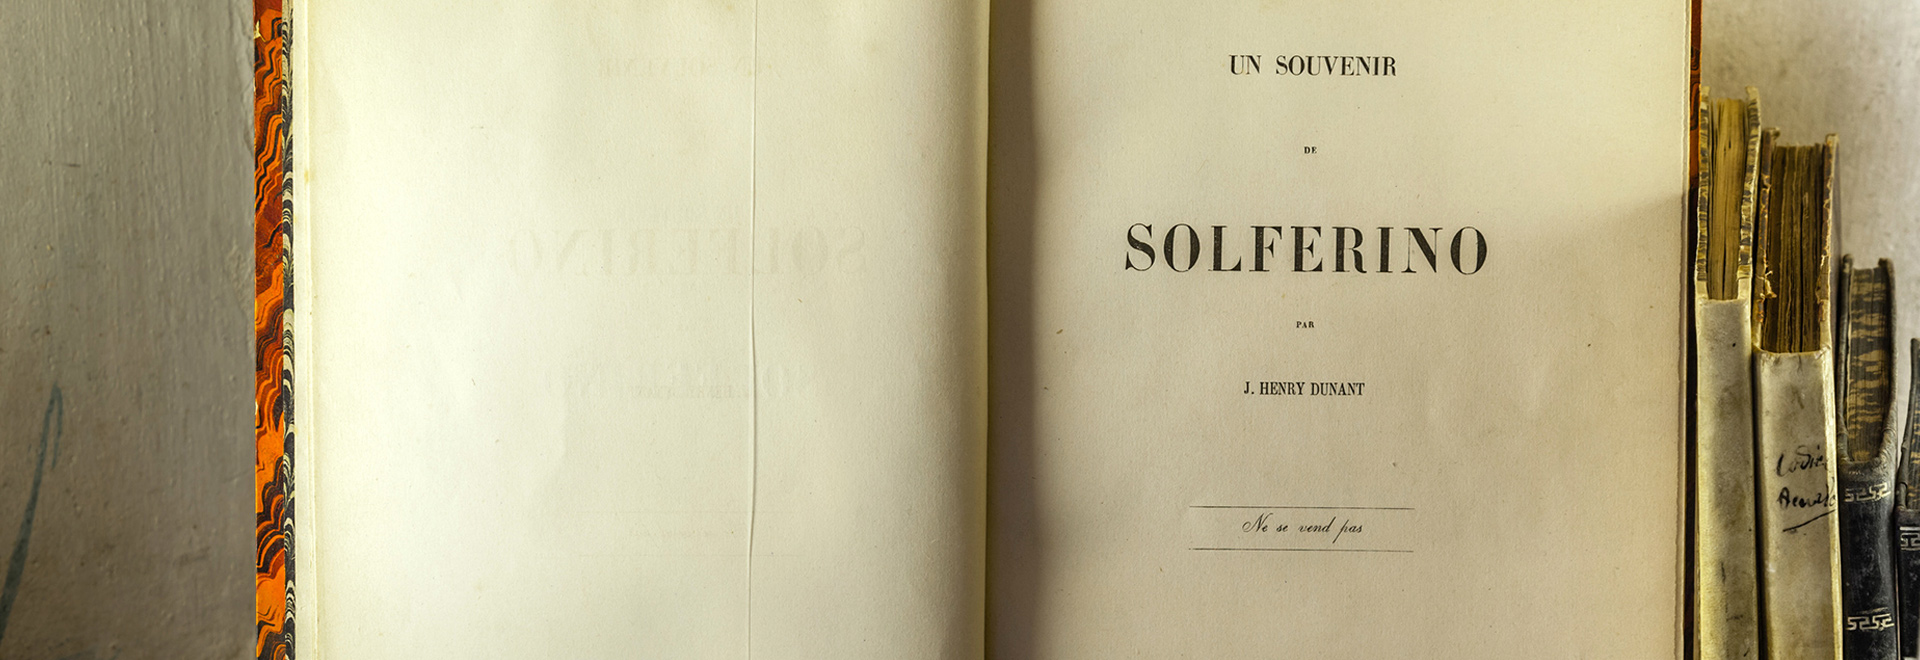 UN SOUVENIR
DE
SOLFERINO
PAR
J. HENRY DUNANT
Ne se vend pas